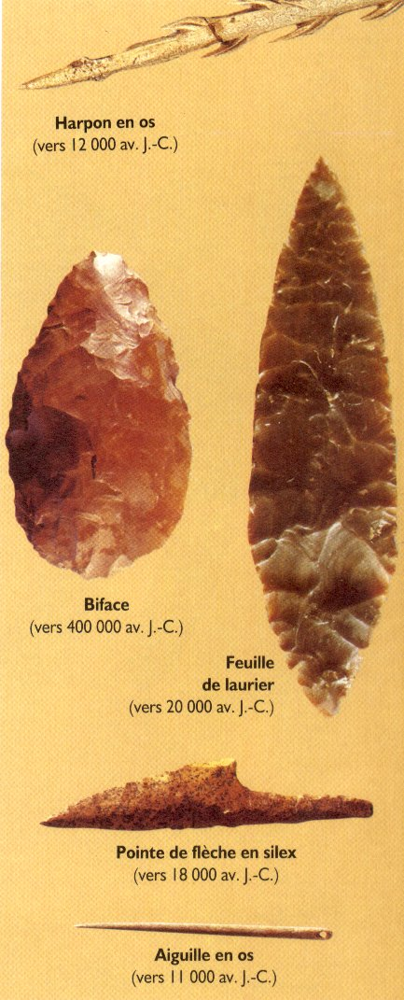 Harpon en os
(vers 12 000 av. J.-C.)
Biface
(vers 400 000 av. J.-C.)
Feuille
de laurier
(vers 20 000 av. J.-C.)
Pointe de flèche en silex
(vers 18 000 av. J.-C.)
Aiguille en os
(vers 11 000 av. J.-C.)